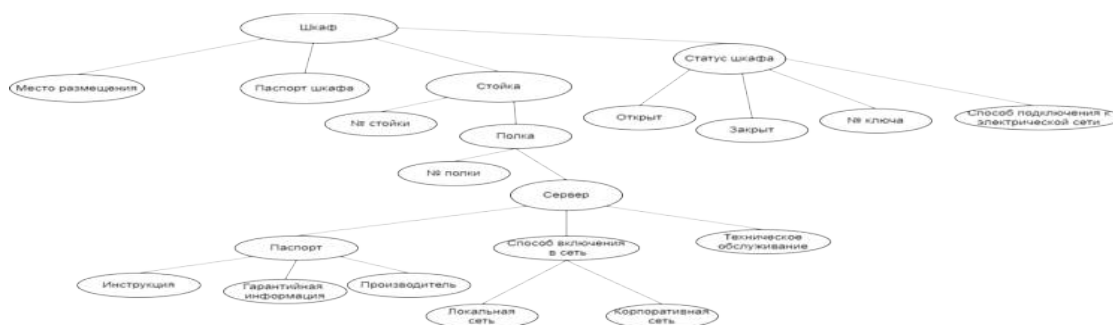 Шкаф
Статус шкафа
Место размещения
Паспорт шкафа
Стойка
№ стойки
Открыт
Закрыт
№ ключа
Способ подключения к
электрической сети
Полка
№ полки
Сервер
Паспорт
Способ включения
в сеть
Техническое
обслуживание
Инструкция
Гарантийная
информация
Производитель
Локальная
сеть
Корпоративная
сеть